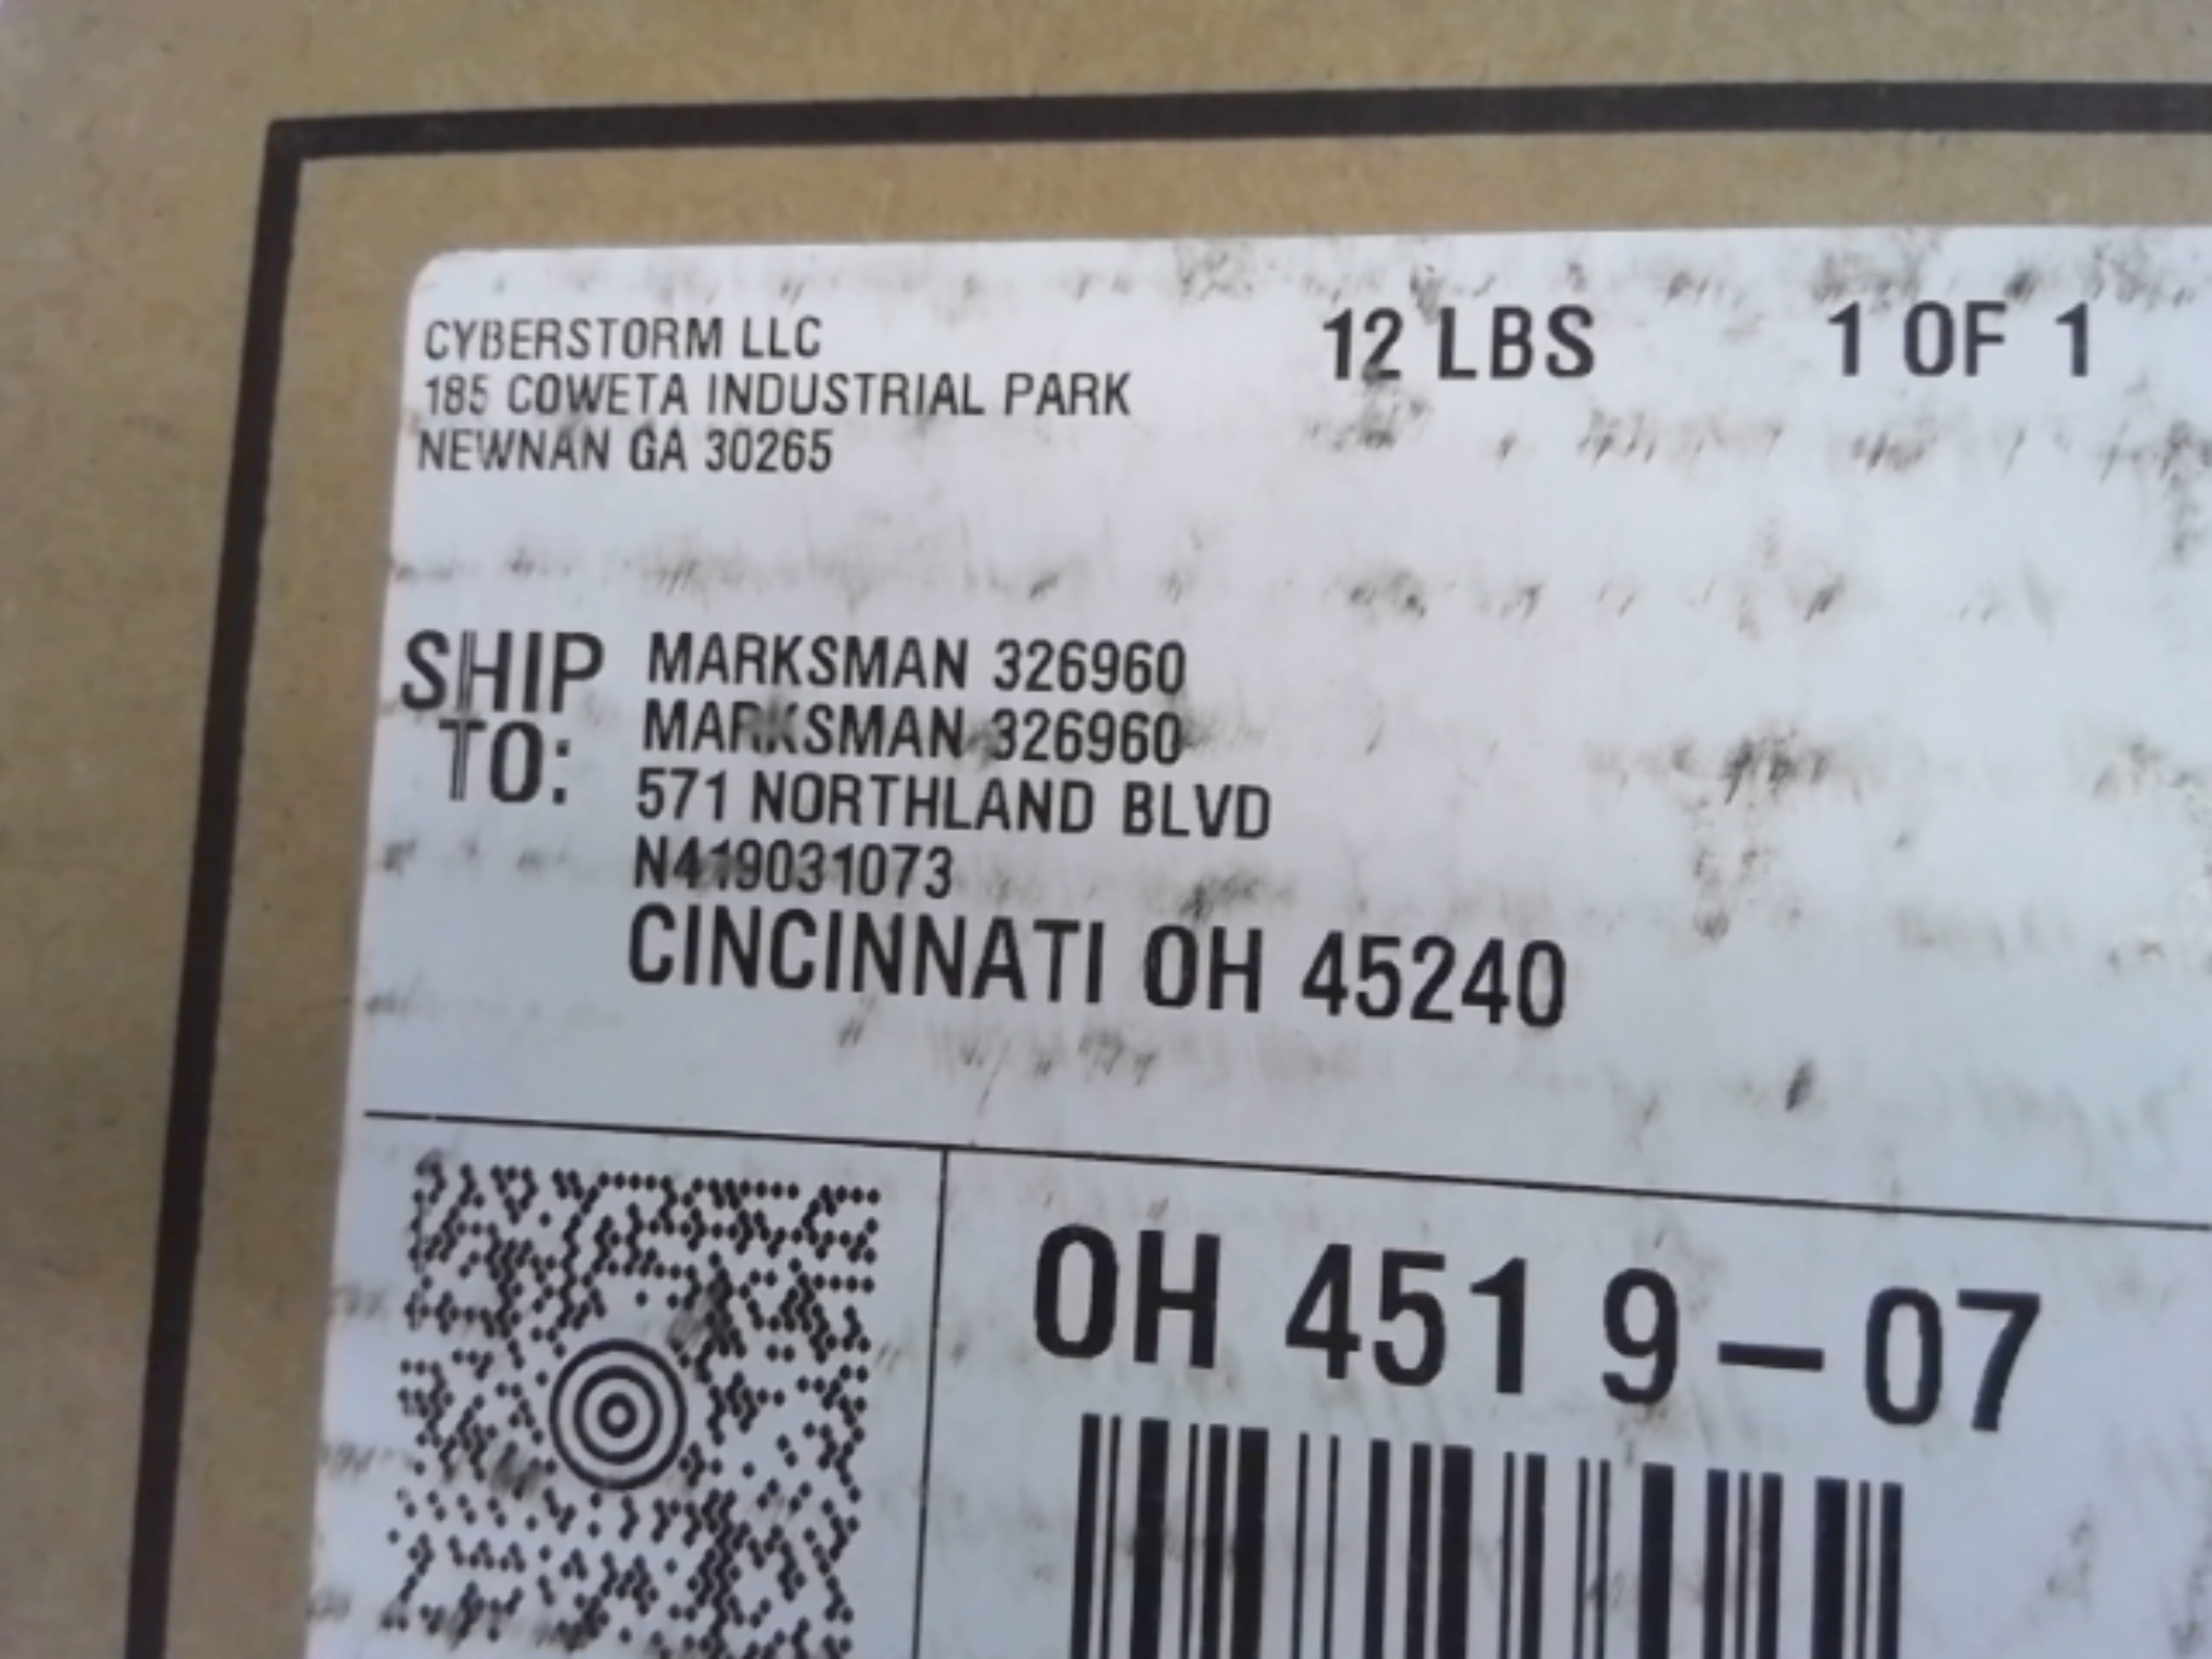 CYBERSTORM LLC
185 COWETA INDUSTRIAL PARK
NEWNAN GA 30265
12 LBS
1 OF 1
SHIP TO:
MARKSMAN 326960
MARKSMAN 326960
571 NORTHLAND BLVD
N419031073
CINCINNATI OH 45240
OH 451 9-07